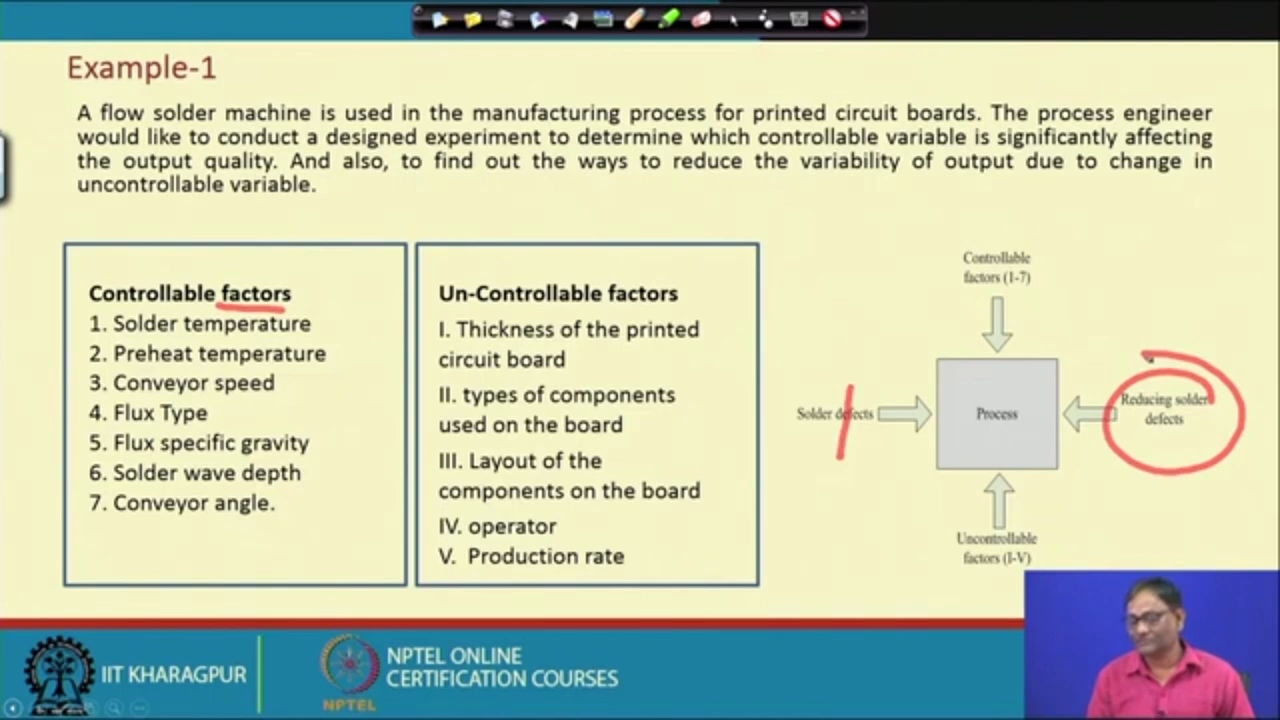 Example-1
A flow solder machine is used in the manufacturing process for printed circuit boards. The process engineer
would like to conduct a designed experiment to determine which controllable variable is significantly affecting
the output quality. And also, to find out the ways to reduce the variability of output due to change in
uncontrollable variable.
Controllable factors
1. Solder temperature
2. Preheat temperature
3. Conveyor speed
4. Flux Type
5. Flux specific gravity
6. Solder wave depth
7. Conveyor angle.
Un-Controllable factors
I. Thickness of the printed
circuit board
II. types of components
used on the board
III. Layout of the
components on the board
IV. operator
V. Production rate
Controllable
factors (1-7)
Solder defects
Process
Reducing solder
defects
Uncontrollable
factors (I-V)
IIT KHARAGPUR
NPTEL
NPTEL ONLINE
CERTIFICATION COURSES